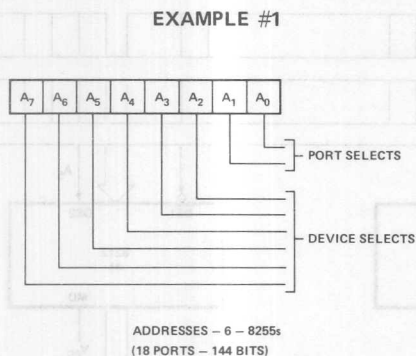 EXAMPLE #1
A7 A6 A5 A4 A3 A2 A1 A0
PORT SELECTS
DEVICE SELECTS
ADDRESSES – 6 – 8255s
(18 PORTS – 144 BITS)